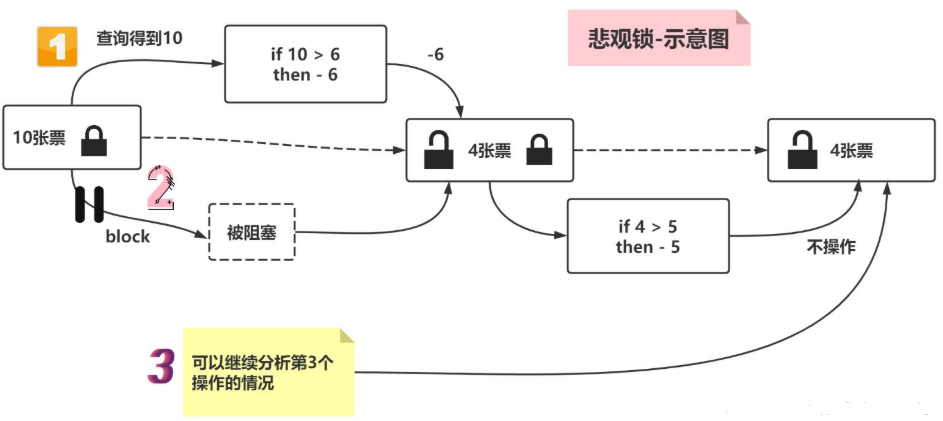 悲观锁-示意图
1
查询得到10
if 10 > 6
then - 6
-6
10张票
4张票
4张票
2
block
被阻塞
if 4 > 5
then - 5
不操作
3
可以继续分析第3个
操作的情况